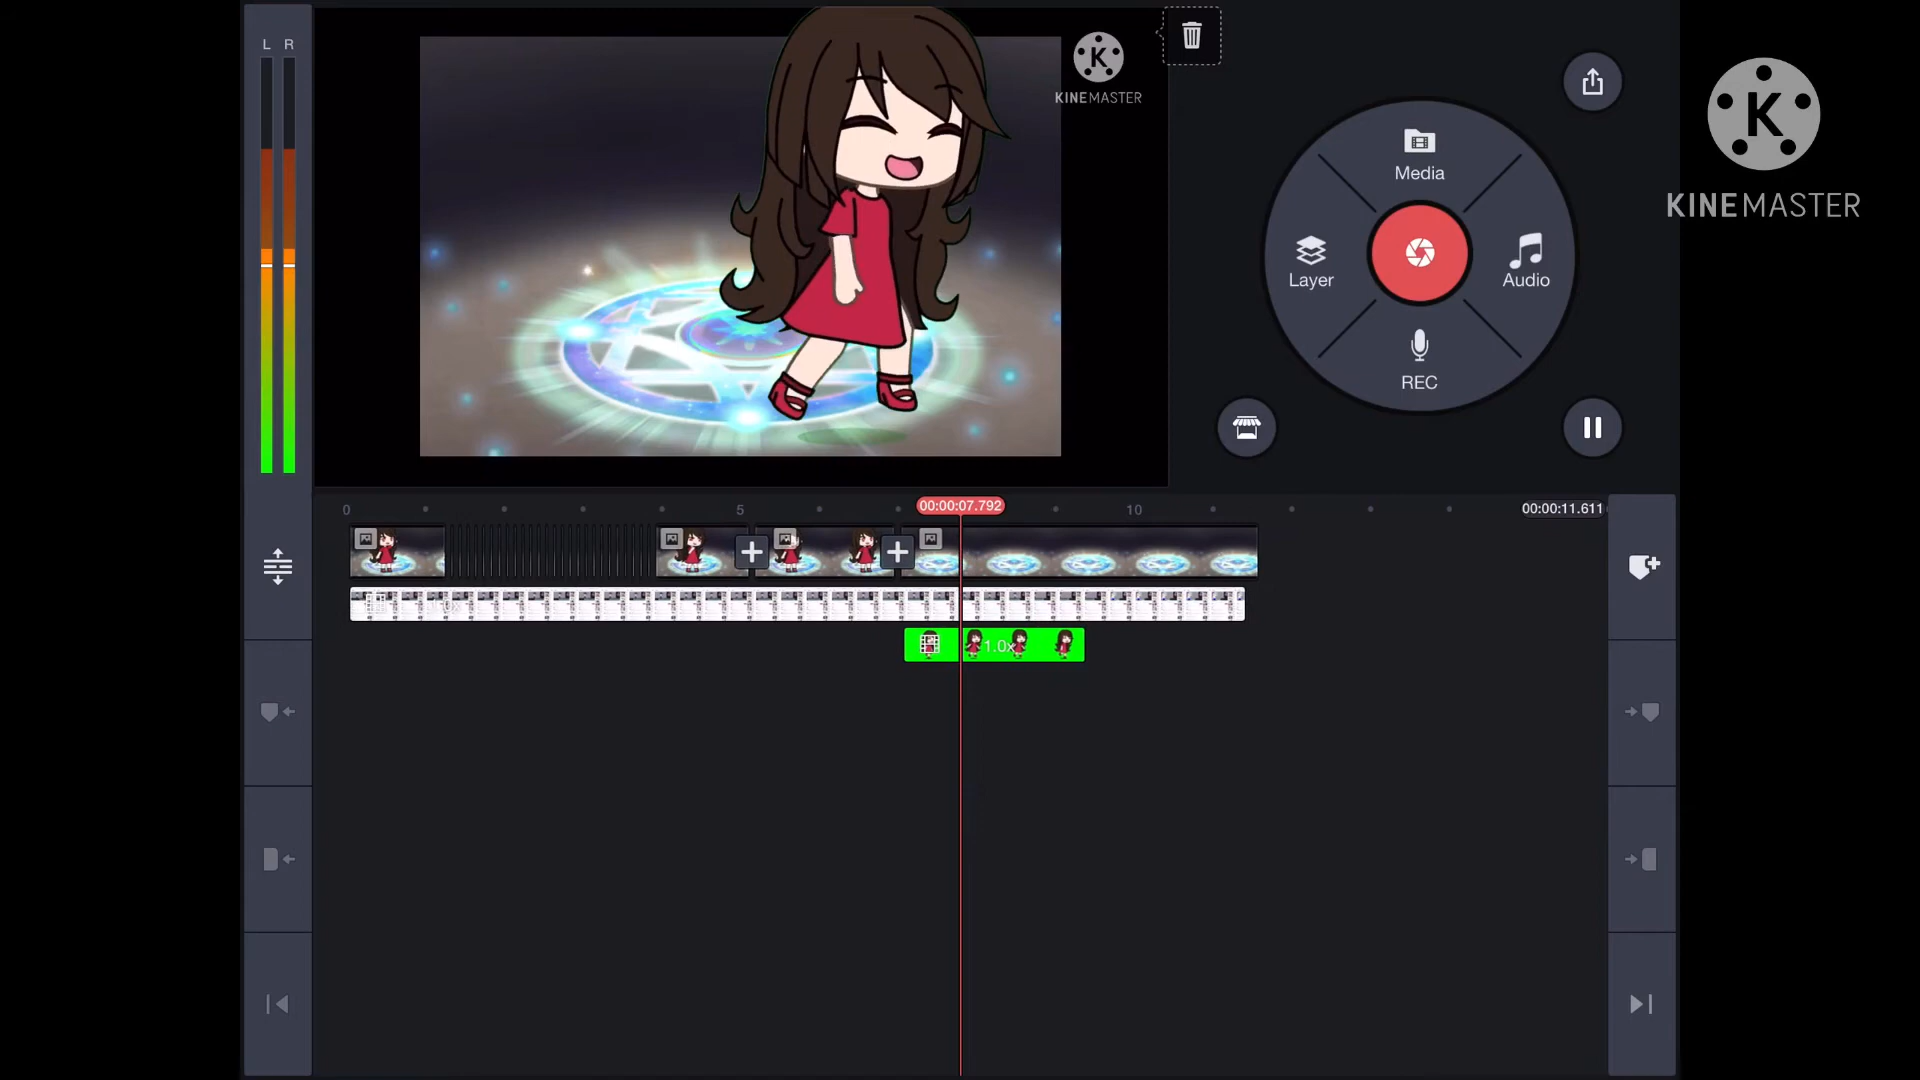 L R
K
KINEMASTER
Media
Layer
Audio
REC
K
KINEMASTER
0
5
00:00:07.792
10
00:00:11.611
1.0x